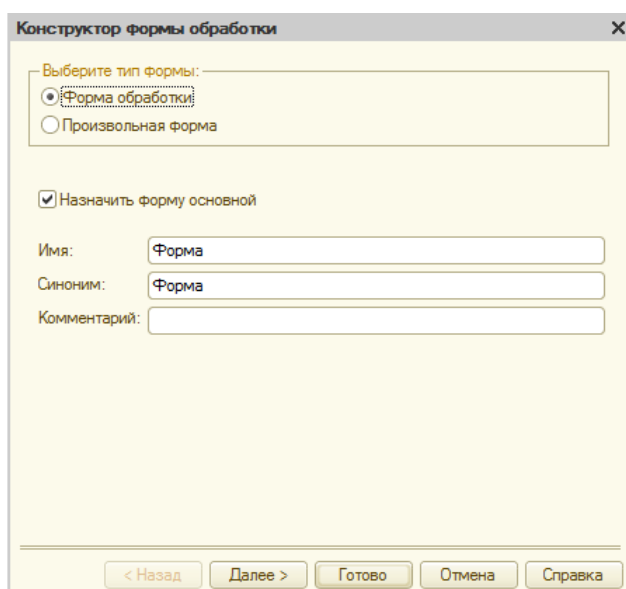 Конструктор формы обработки
Выберите тип формы:
Форма обработки
Произвольная форма
Назначить форму основной
Имя: Форма
Синоним: Форма
Комментарий:
< Назад Далее > Готово Отмена Справка